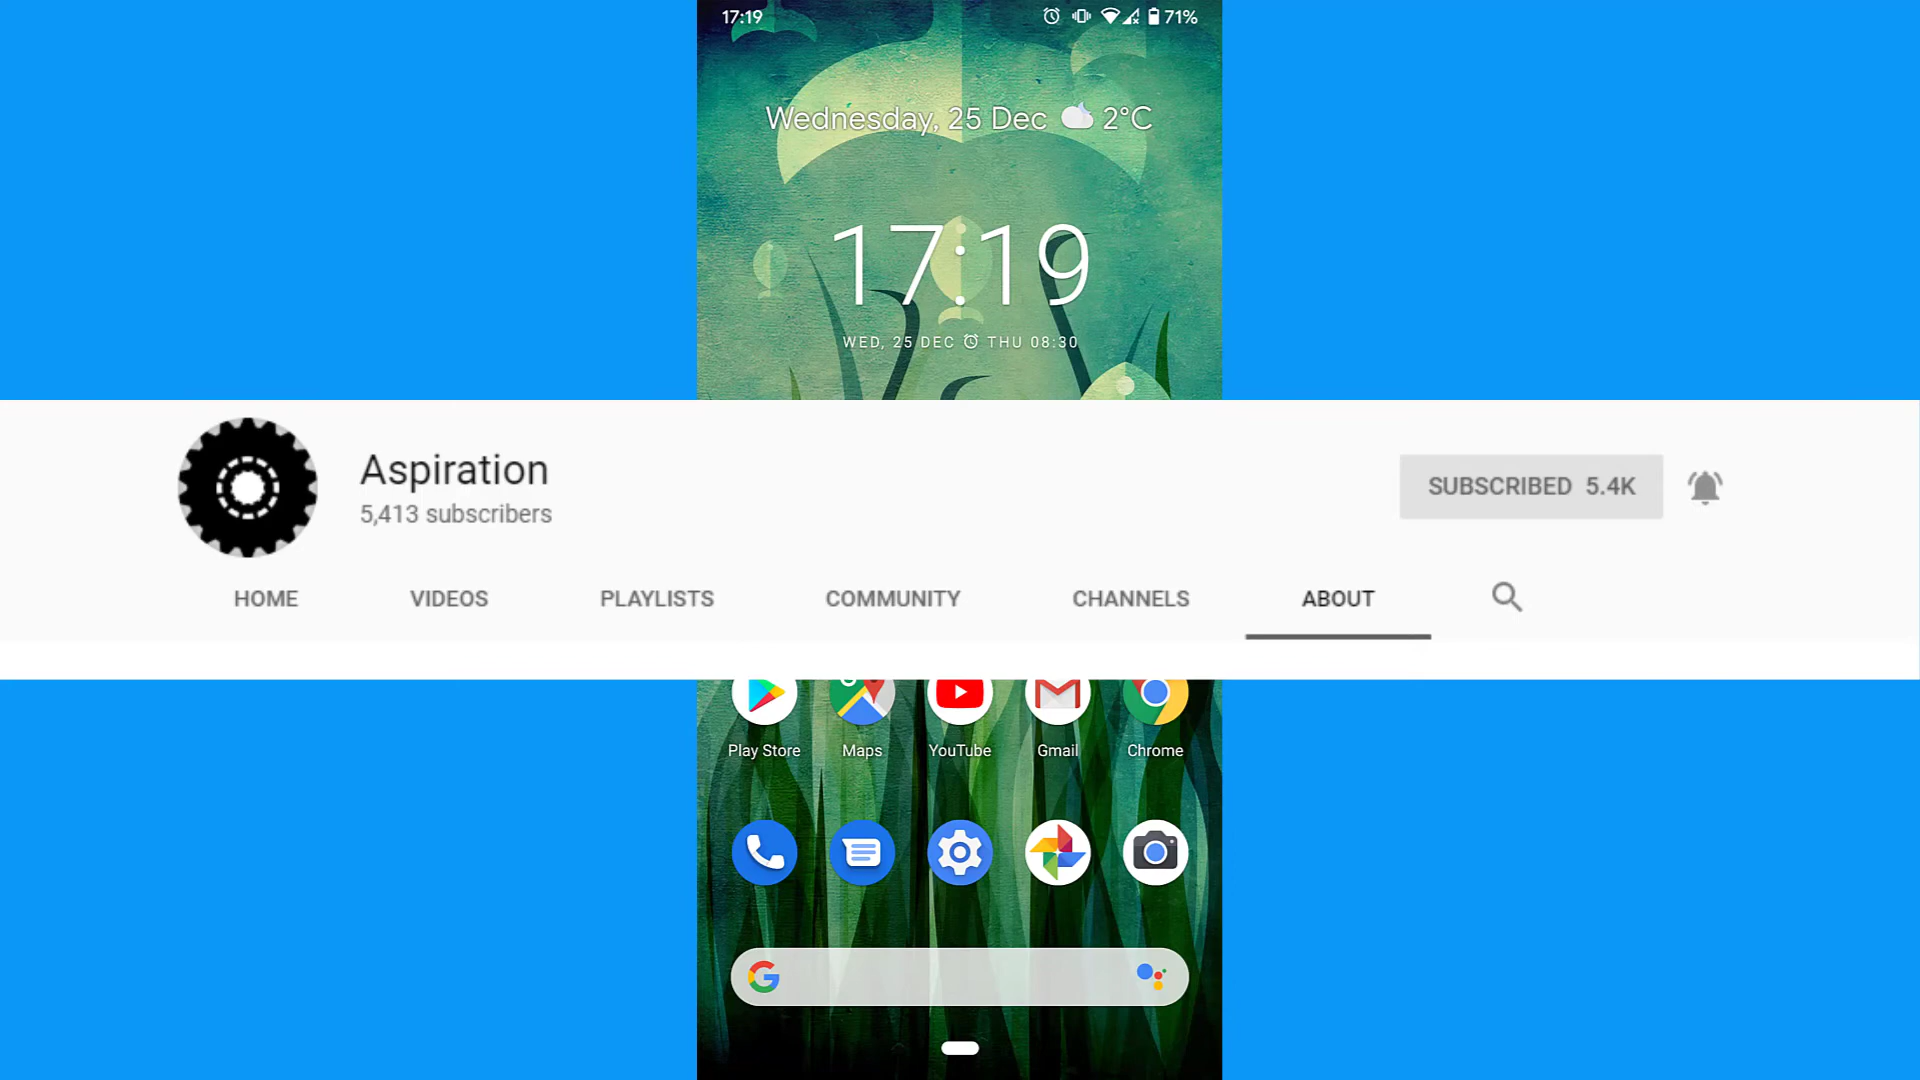 17:19 71%
Wednesday, 25 Dec 2°C
17:19
WED, 25 DEC THU 08:30
Aspiration
5,413 subscribers
SUBSCRIBED 5.4K
HOME VIDEOS PLAYLISTS COMMUNITY CHANNELS ABOUT
Play Store Maps YouTube Gmail Chrome